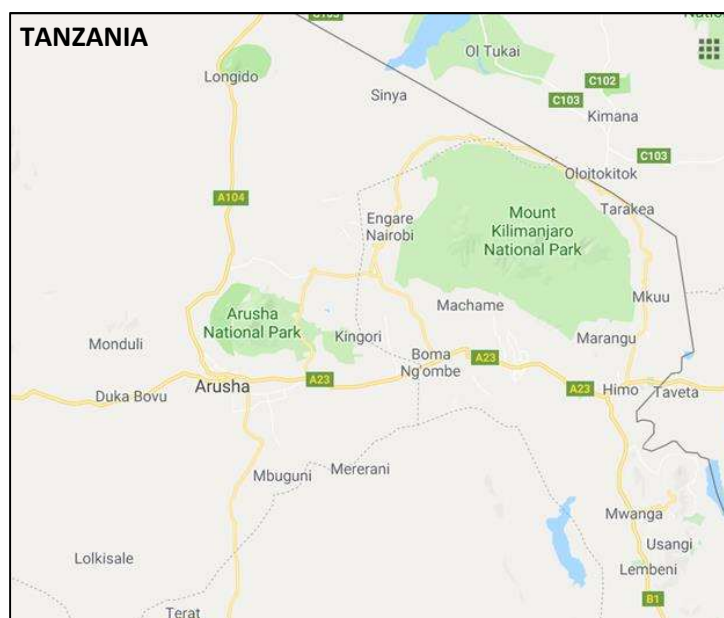 C103
TANZANIA
Ol Tukai
Longido
C102
Sinya
C103
Kimana
C103
Oloitokitok
A104
Tarakea
Engare
Nairobi
Mount
Kilimanjaro
National Park
Mkuu
Machame
Arusha
National Park
Kingori
Marangu
Monduli
Boma
Ng'ombe
A23
A23
Arusha
A23
Himo
Taveta
Duka Bovu
Mererani
Mbuguni
Mwanga
Usangi
Lolkisale
Lembeni
B1
Terat